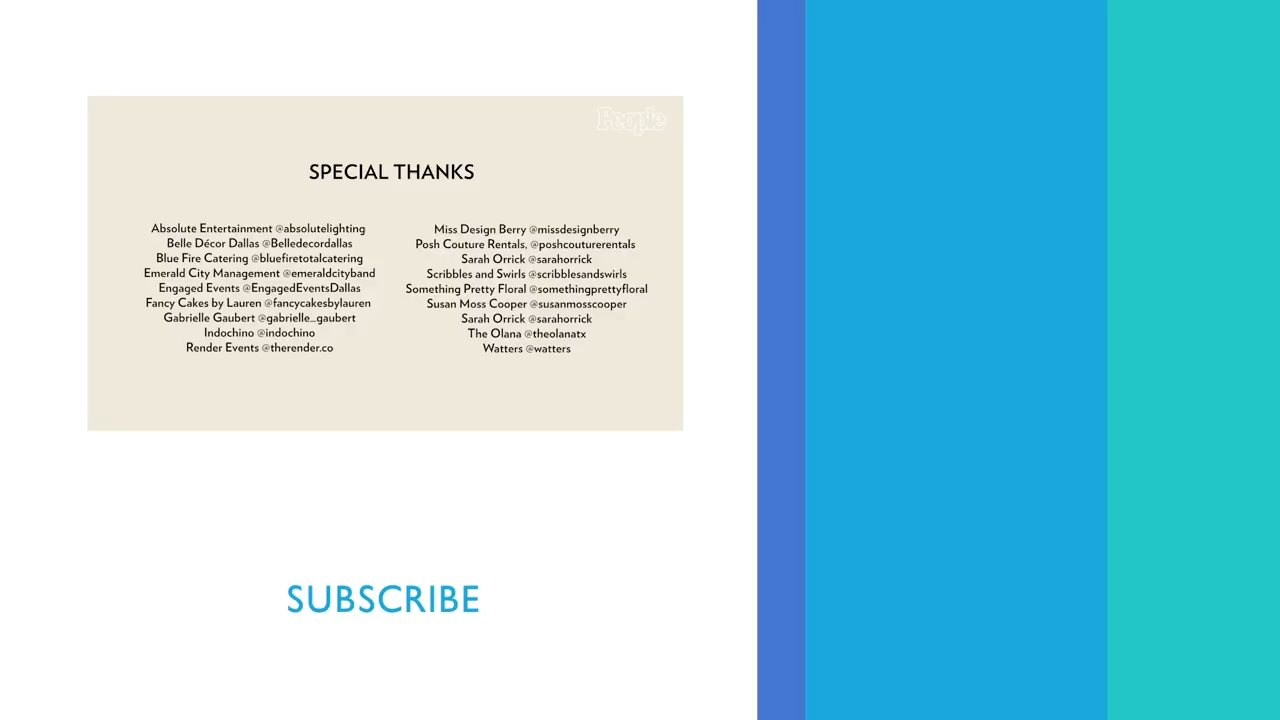 People
SPECIAL THANKS
Absolute Entertainment @absolutelighting
Belle Décor Dallas @Belledecordallas
Blue Fire Catering @bluefiretotalcatering
Emerald City Management @emeraldcityband
Engaged Events @EngagedEventsDallas
Fancy Cakes by Lauren @fancycakesbylauren
Gabrielle Gaubert @gabrielle_gaubert
Indochino @indochino
Render Events @therender.co
Miss Design Berry @missdesignberry
Posh Couture Rentals, @poshcouturerentals
Sarah Orrick @sarahorrick
Scribbles and Swirls @scribblesandswirls
Something Pretty Floral @somethingprettyfloral
Susan Moss Cooper @susanmosscooper
Sarah Orrick @sarahorrick
The Olana @theolanatx
Watters @watters
SUBSCRIBE